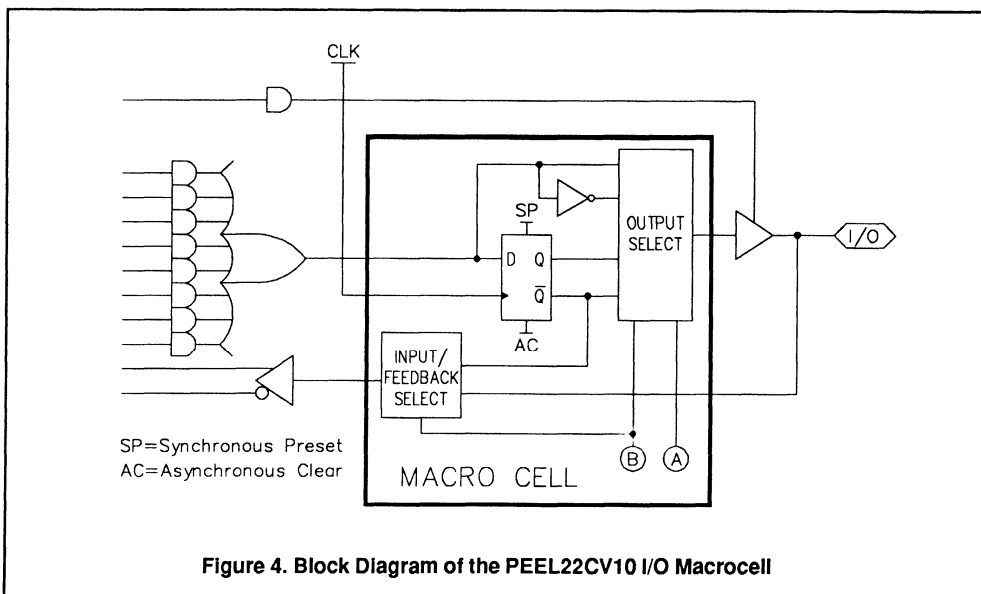 CLK
SP
D Q
Q̅
AC
OUTPUT
SELECT
I/O
INPUT/
FEEDBACK
SELECT
B A
SP=Synchronous Preset
AC=Asynchronous Clear
MACRO CELL
Figure 4. Block Diagram of the PEEL22CV10 I/O Macrocell